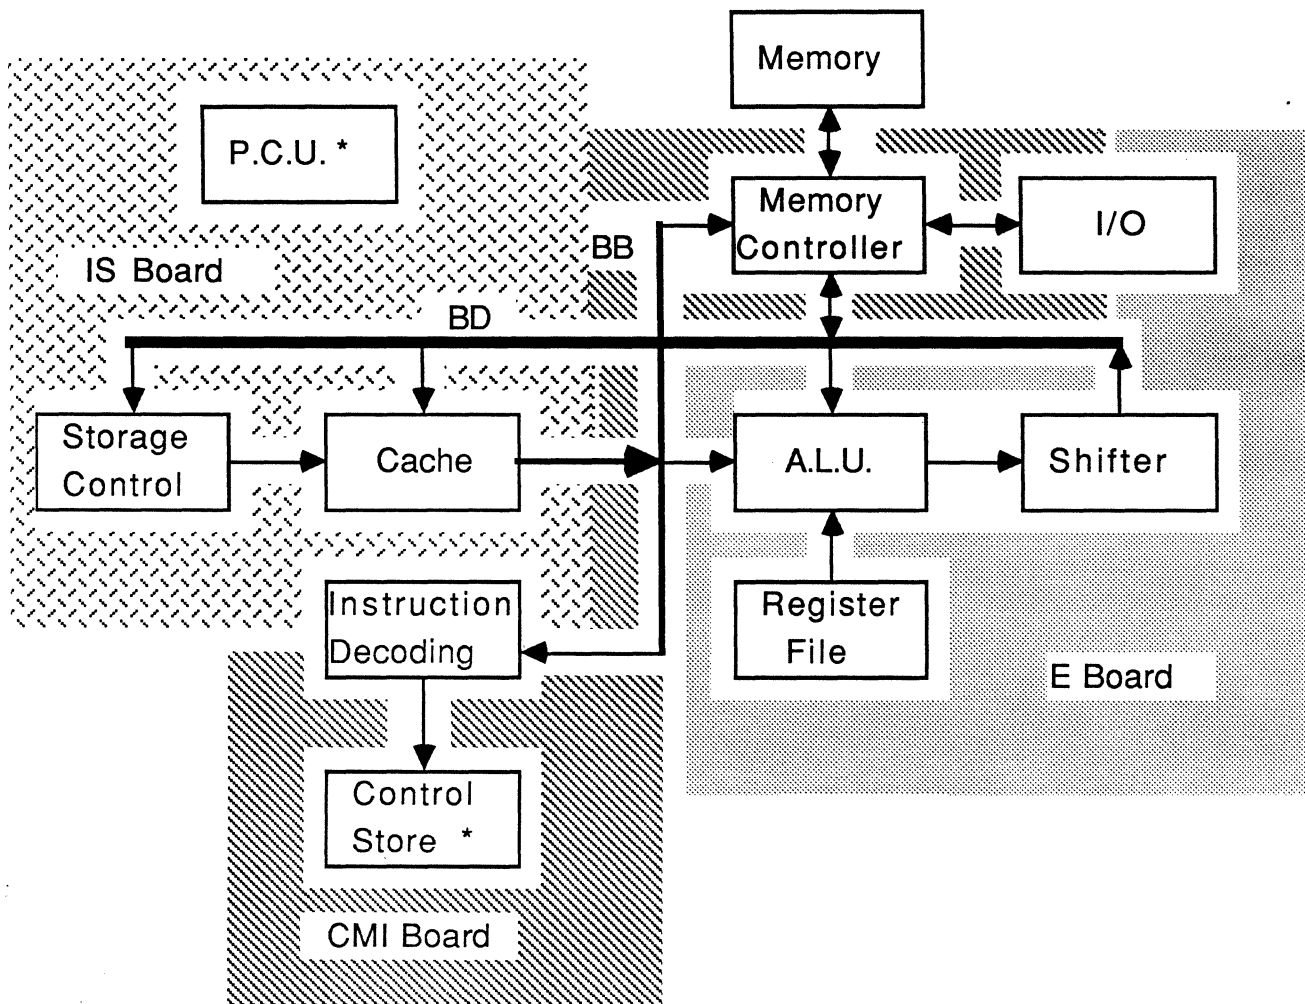 Memory
P.C.U. *
Memory
Controller
I/O
BB
IS Board
BD
Storage
Control
Cache
A.L.U.
Shifter
Instruction
Decoding
Register
File
E Board
Control
Store *
CMI Board